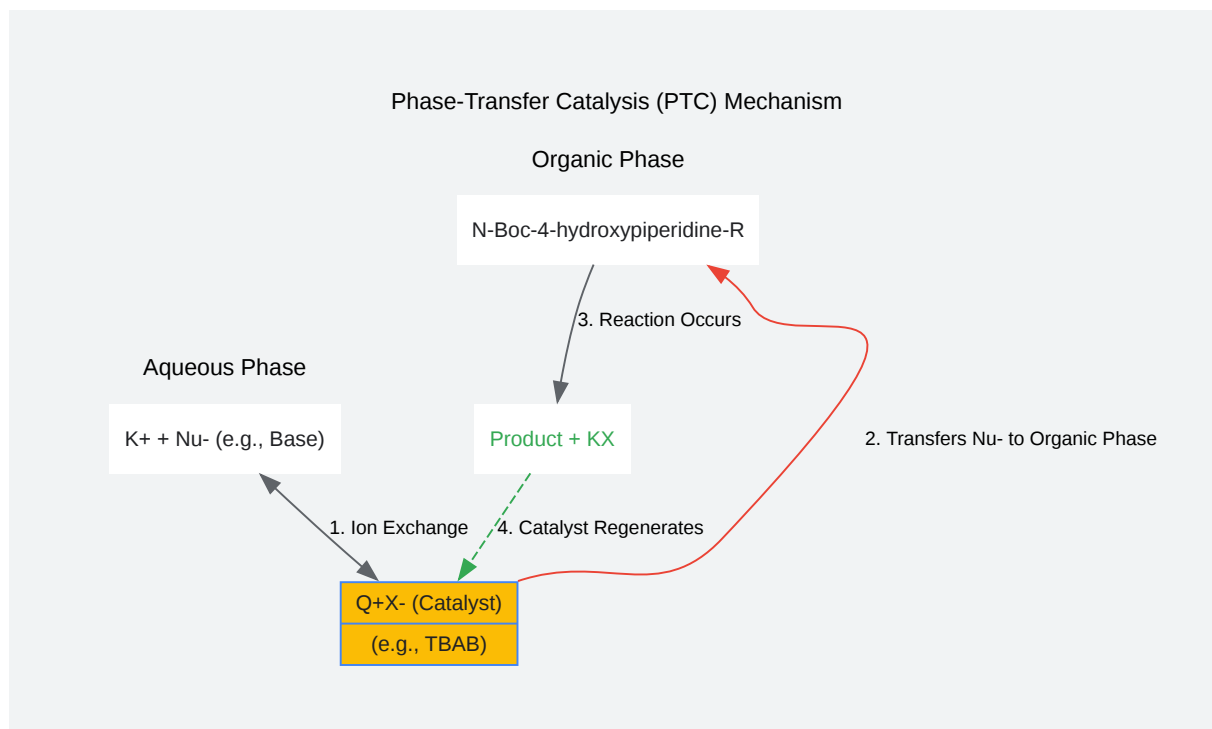 Phase-Transfer Catalysis (PTC) Mechanism
Organic Phase
N-Boc-4-hydroxypiperidine-R
3. Reaction Occurs
Aqueous Phase
K+ + Nu- (e.g., Base)
Product + KX
2. Transfers Nu- to Organic Phase
1. Ion Exchange
4. Catalyst Regenerates
Q+X- (Catalyst)
(e.g., TBAB)